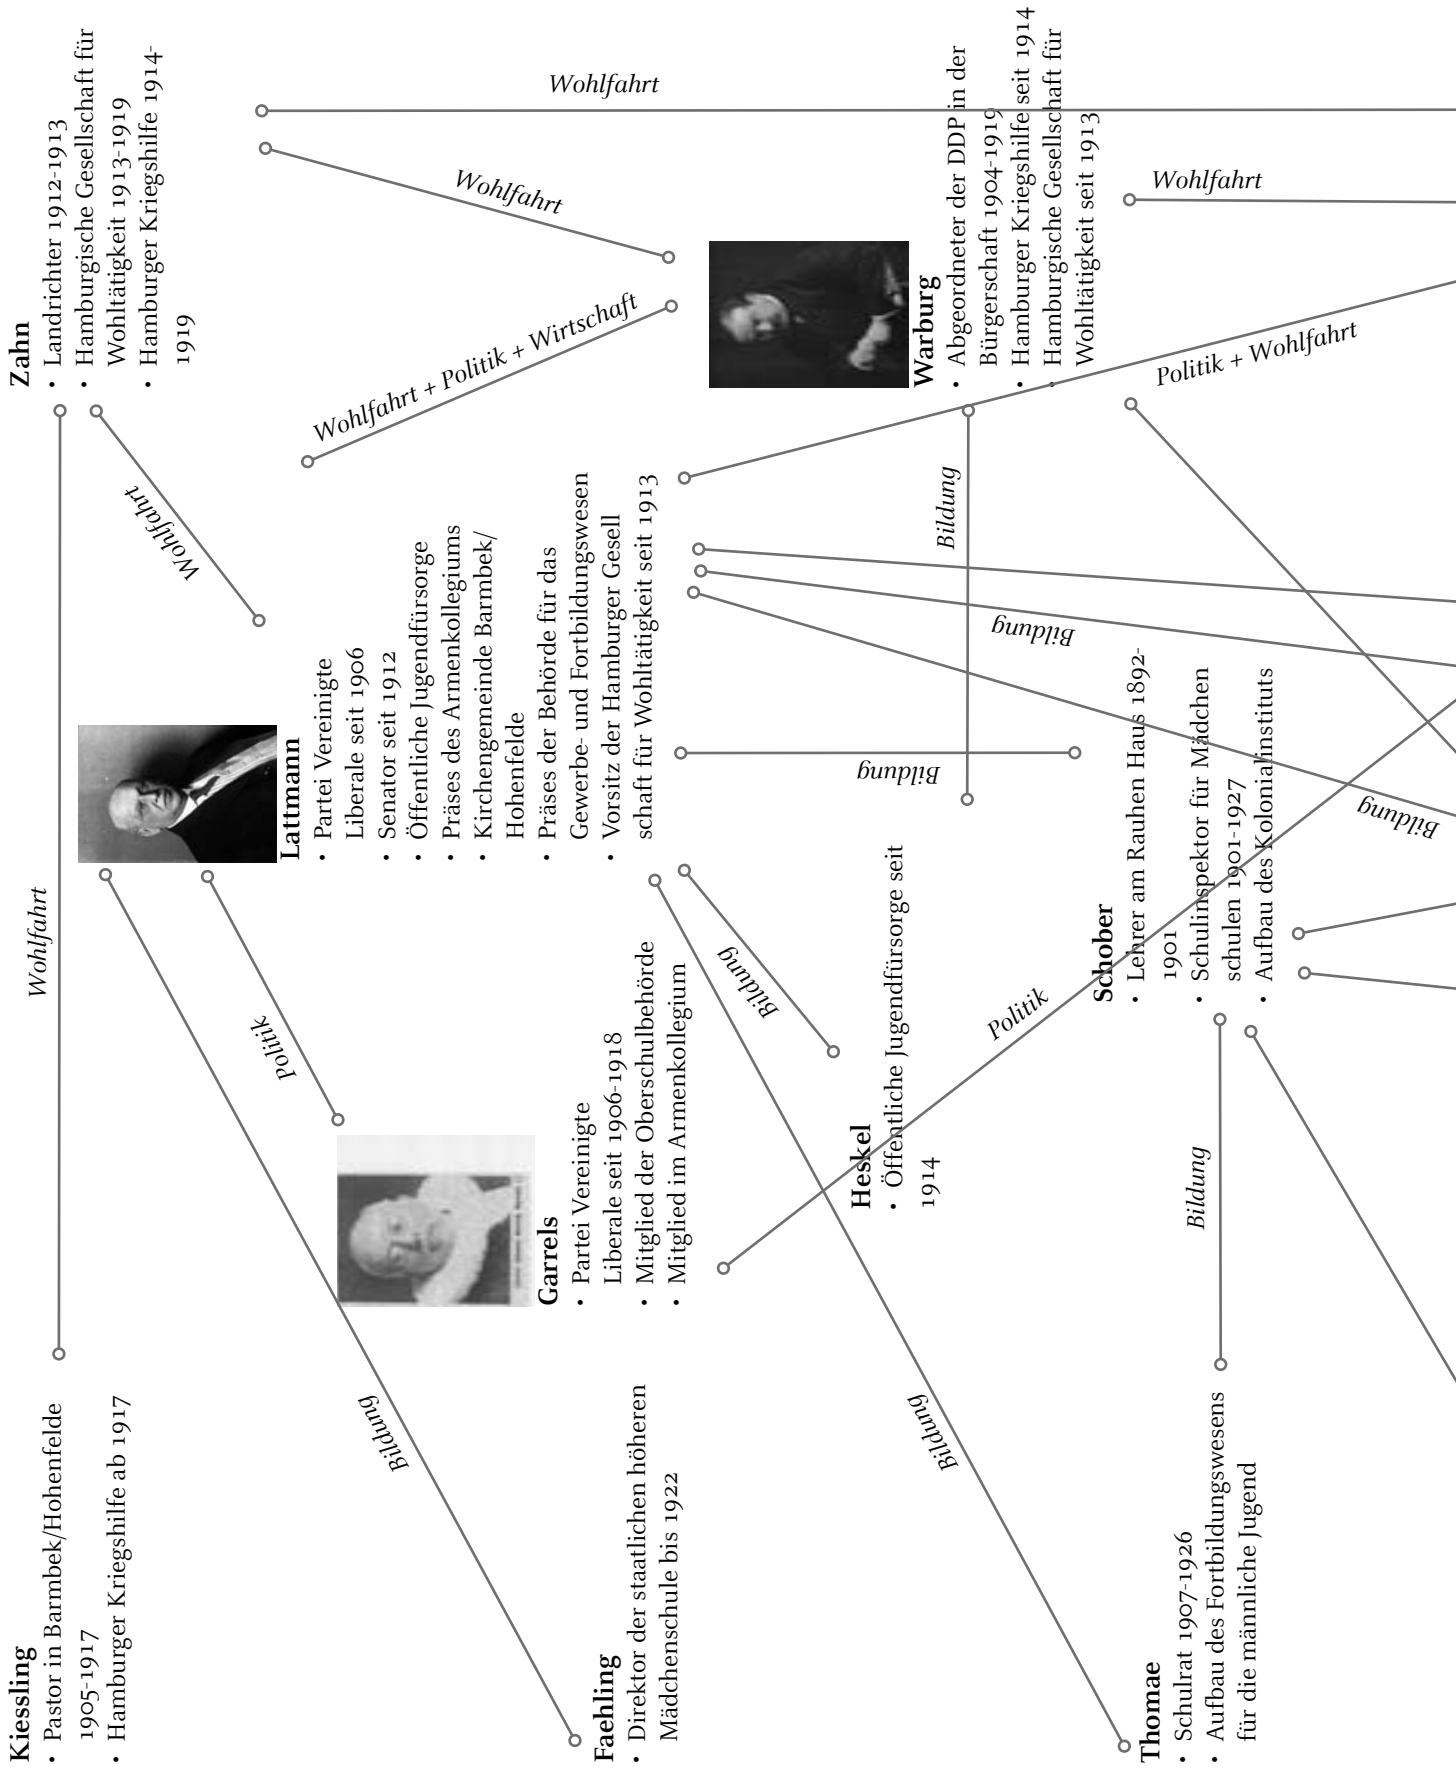 Kiessling
• Pastor in Barmbek/Hohenfelde
1905-1917
• Hamburger Kriegshilfe ab 1917
Wohlfahrt
Zahn
• Landrichter 1912-1913
• Hamburgische Gesellschaft für
Wohltätigkeit 1913-1919
• Hamburger Kriegshilfe 1914-
1919
Wohlfahrt
Wohlfahrt
Wohlfahrt
Wohlfahrt + Politik + Wirtschaft
Lattmann
• Partei Vereinigte
Liberale seit 1906
• Senator seit 1912
• Öffentliche Jugendfürsorge
• Präses des Armenkollegiums
• Kirchengemeinde Barmbek/
Hohenfelde
• Präses der Behörde für das
Gewerbe- und Fortbildungswesen
• Vorsitz der Hamburger Gesell
schaft für Wohltätigkeit seit 1913
Politik
Bildung
Garrels
• Partei Vereinigte
Liberale seit 1906-1918
• Mitglied der Oberschulbehörde
• Mitglied im Armenkollegium
Faehling
• Direktor der staatlichen höheren
Mädchenschule bis 1922
Bildung
Bildung
Bildung
Heskel
• Öffentliche Jugendfürsorge seit
1914
Politik
Warburg
• Abgeordneter der DDP in der
Bürgerschaft 1904-1919
• Hamburger Kriegshilfe seit 1914
• Hamburgische Gesellschaft für
Wohltätigkeit seit 1913
Bildung
Bildung
Wohlfahrt
Politik + Wohlfahrt
Schober
• Lehrer am Rauhen Haus 1892-
1901
• Schulinspektor für Mädchen
schulen 1901-1927
• Aufbau des Kolonialinstituts
Bildung
Bildung
Thomae
• Schulrat 1907-1926
• Aufbau des Fortbildungswesens
für die männliche Jugend